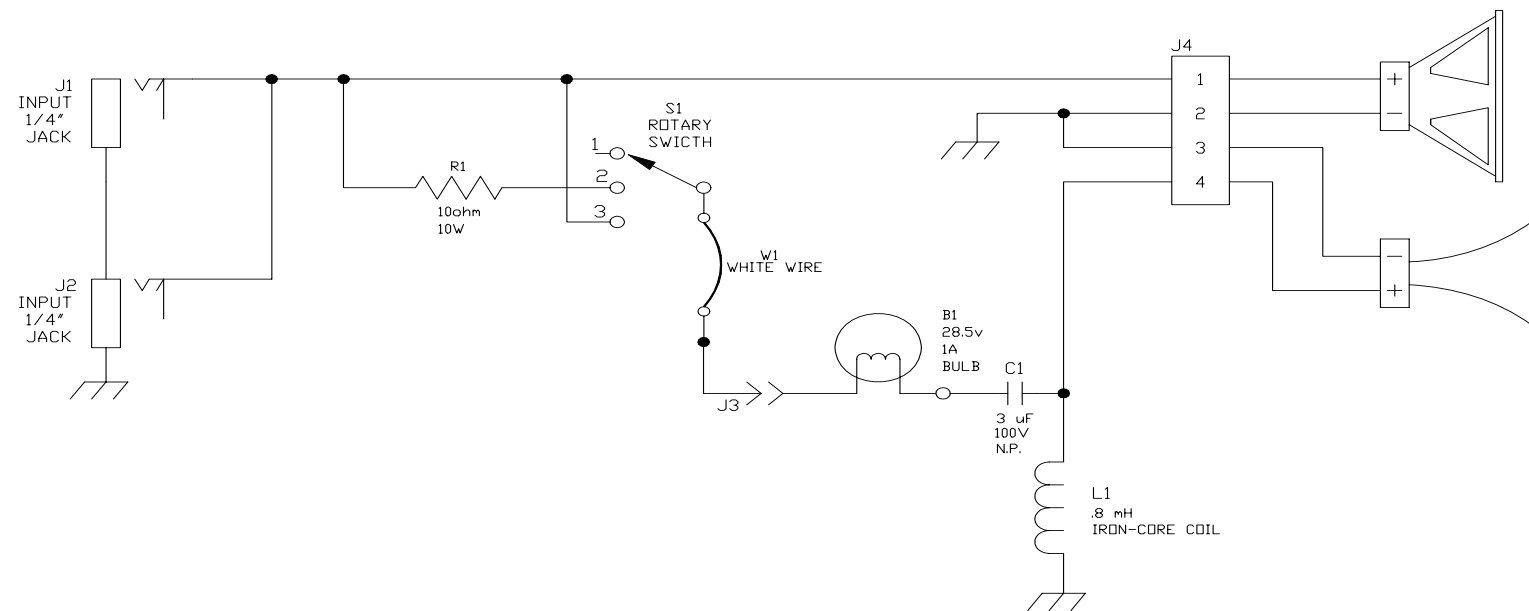 J1
INPUT
1/4"
JACK
J2
INPUT
1/4"
JACK
R1
10ohm
10W
S1
ROTARY
SWICTH
1
2
3
W1
WHITE WIRE
J3
B1
28.5v
1A
BULB
C1
3 uF
100V
N.P.
L1
.8 mH
IRON-CORE COIL
J4
1
2
3
4
+
−
−
+